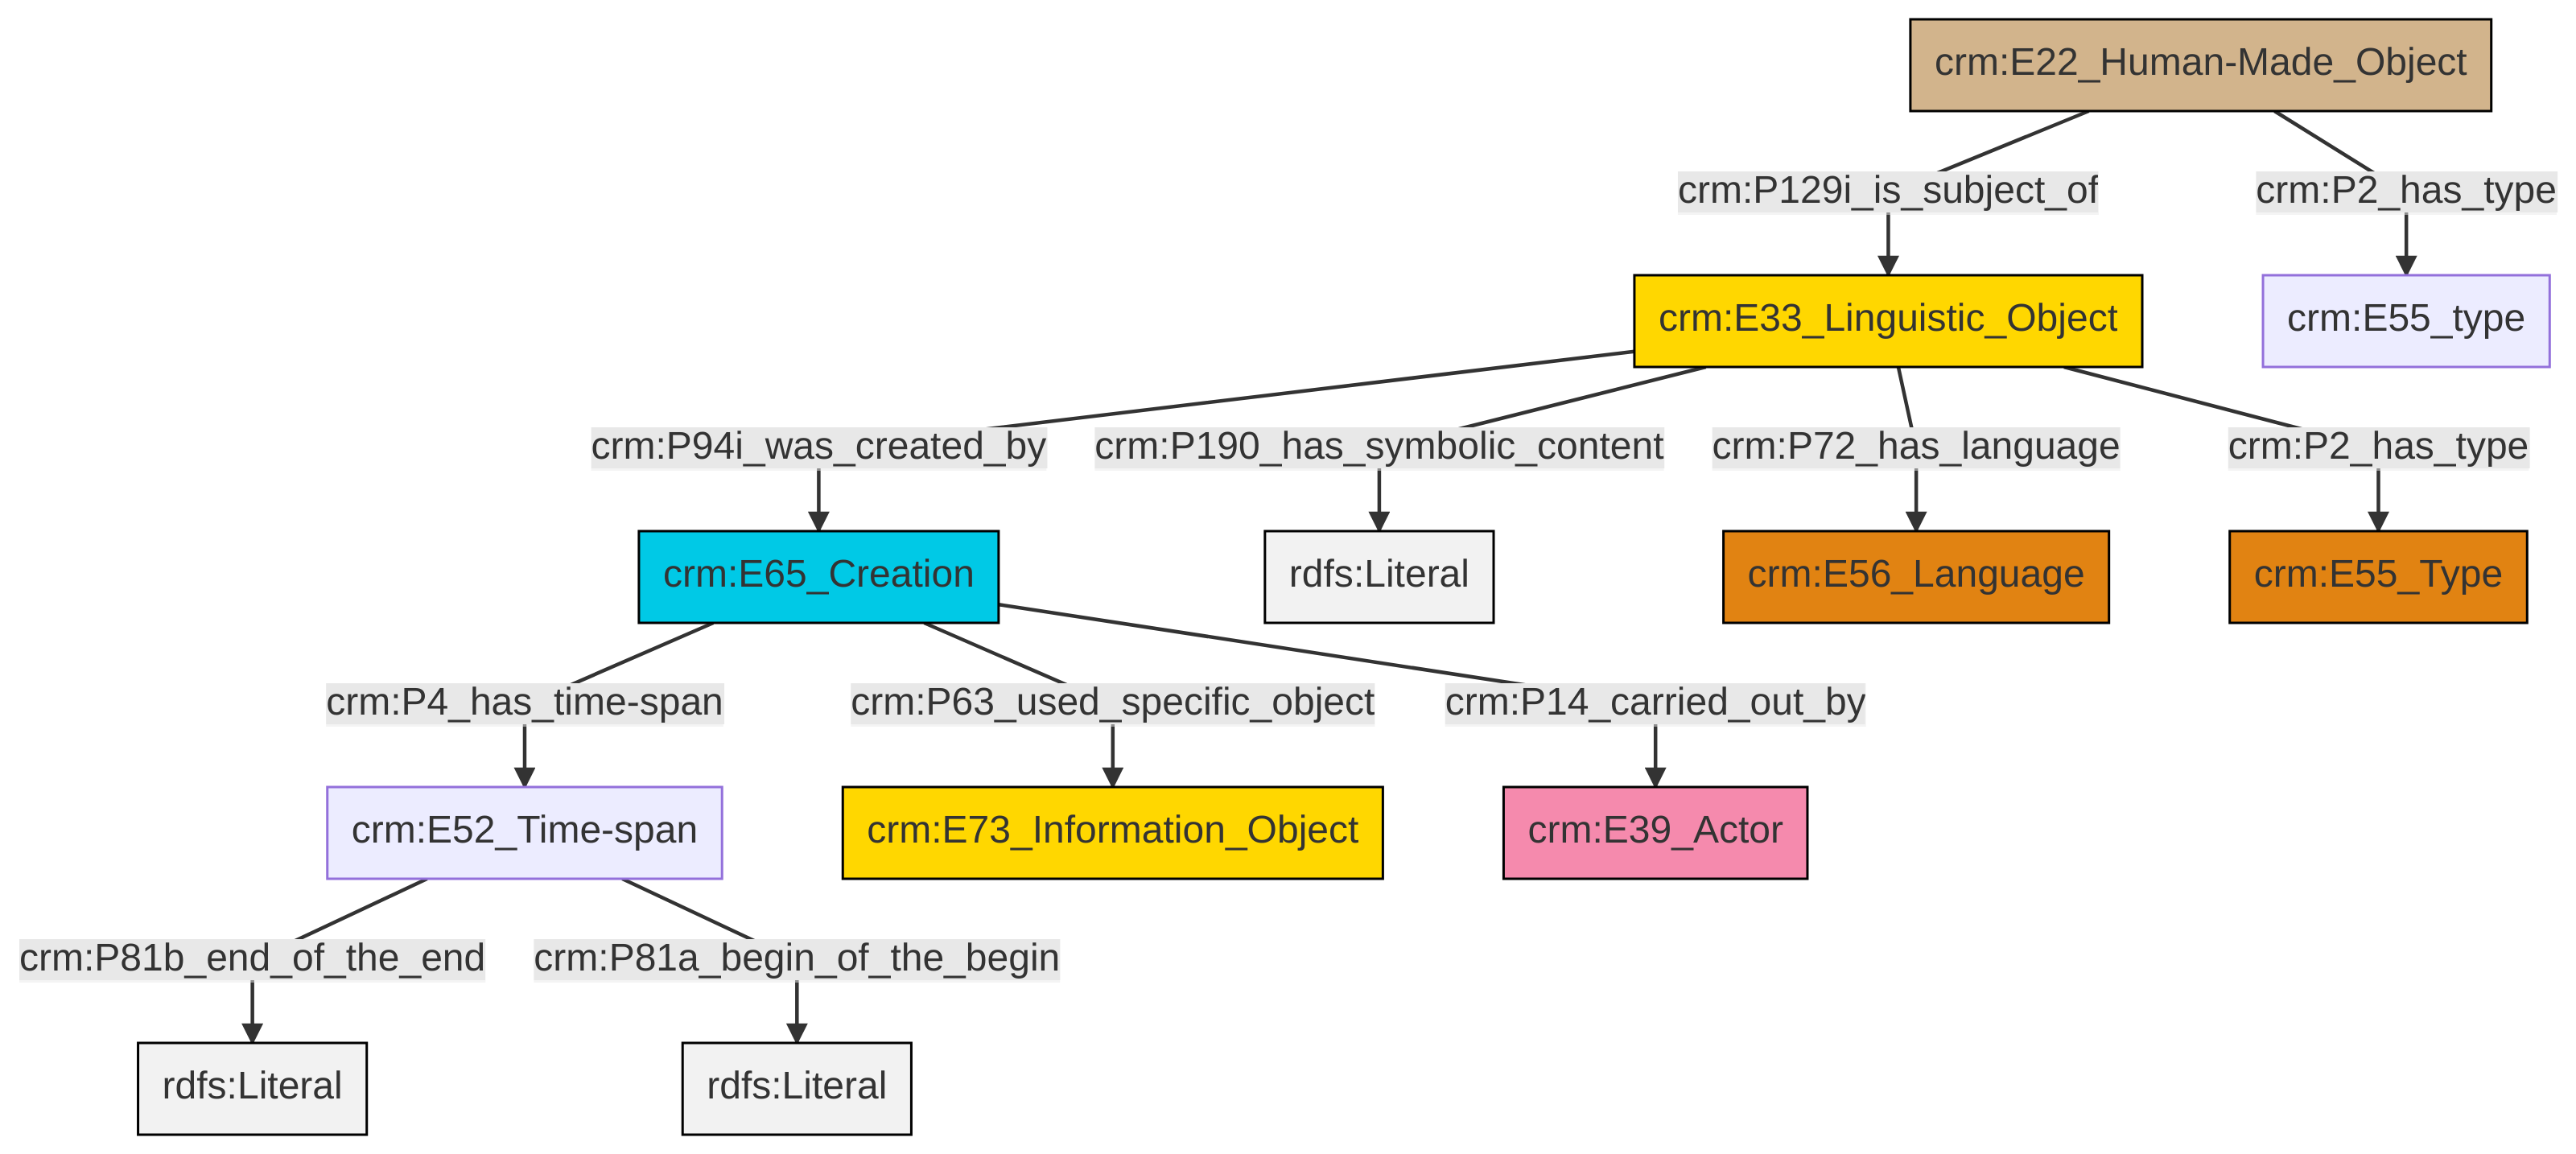 crm:E22_Human-Made_Object
crm:P129i_is_subject_of
crm:P2_has_type
crm:E33_Linguistic_Object
crm:E55_type
crm:P94i_was_created_by
crm:P190_has_symbolic_content
crm:P72_has_language
crm:P2_has_type
crm:E65_Creation
rdfs:Literal
crm:E56_Language
crm:E55_Type
crm:P4_has_time-span
crm:P63_used_specific_object
crm:P14_carried_out_by
crm:E52_Time-span
crm:E73_Information_Object
crm:E39_Actor
crm:P81b_end_of_the_end
crm:P81a_begin_of_the_begin
rdfs:Literal
rdfs:Literal